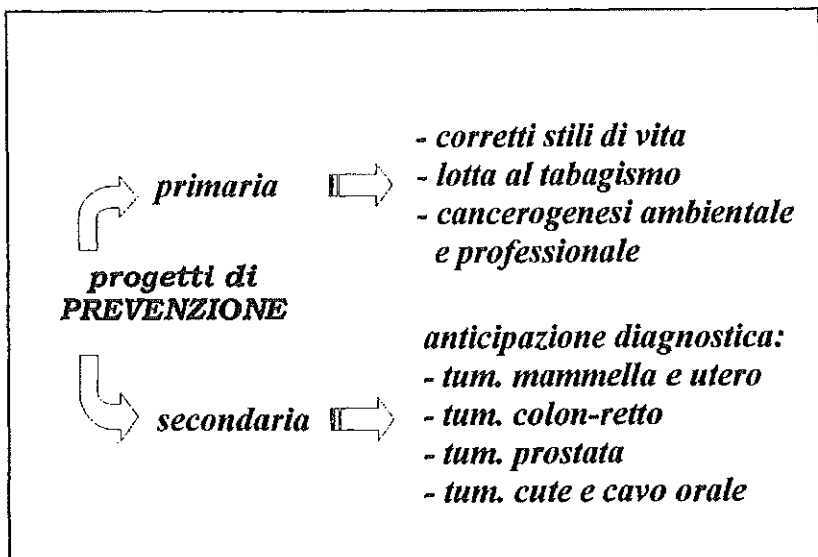 primaria
- corretti stili di vita
- lotta al tabagismo
- cancerogenesi ambientale
e professionale
progetti di
PREVENZIONE
secondaria
anticipazione diagnostica:
- tum. mammella e utero
- tum. colon-retto
- tum. prostata
- tum. cute e cavo orale